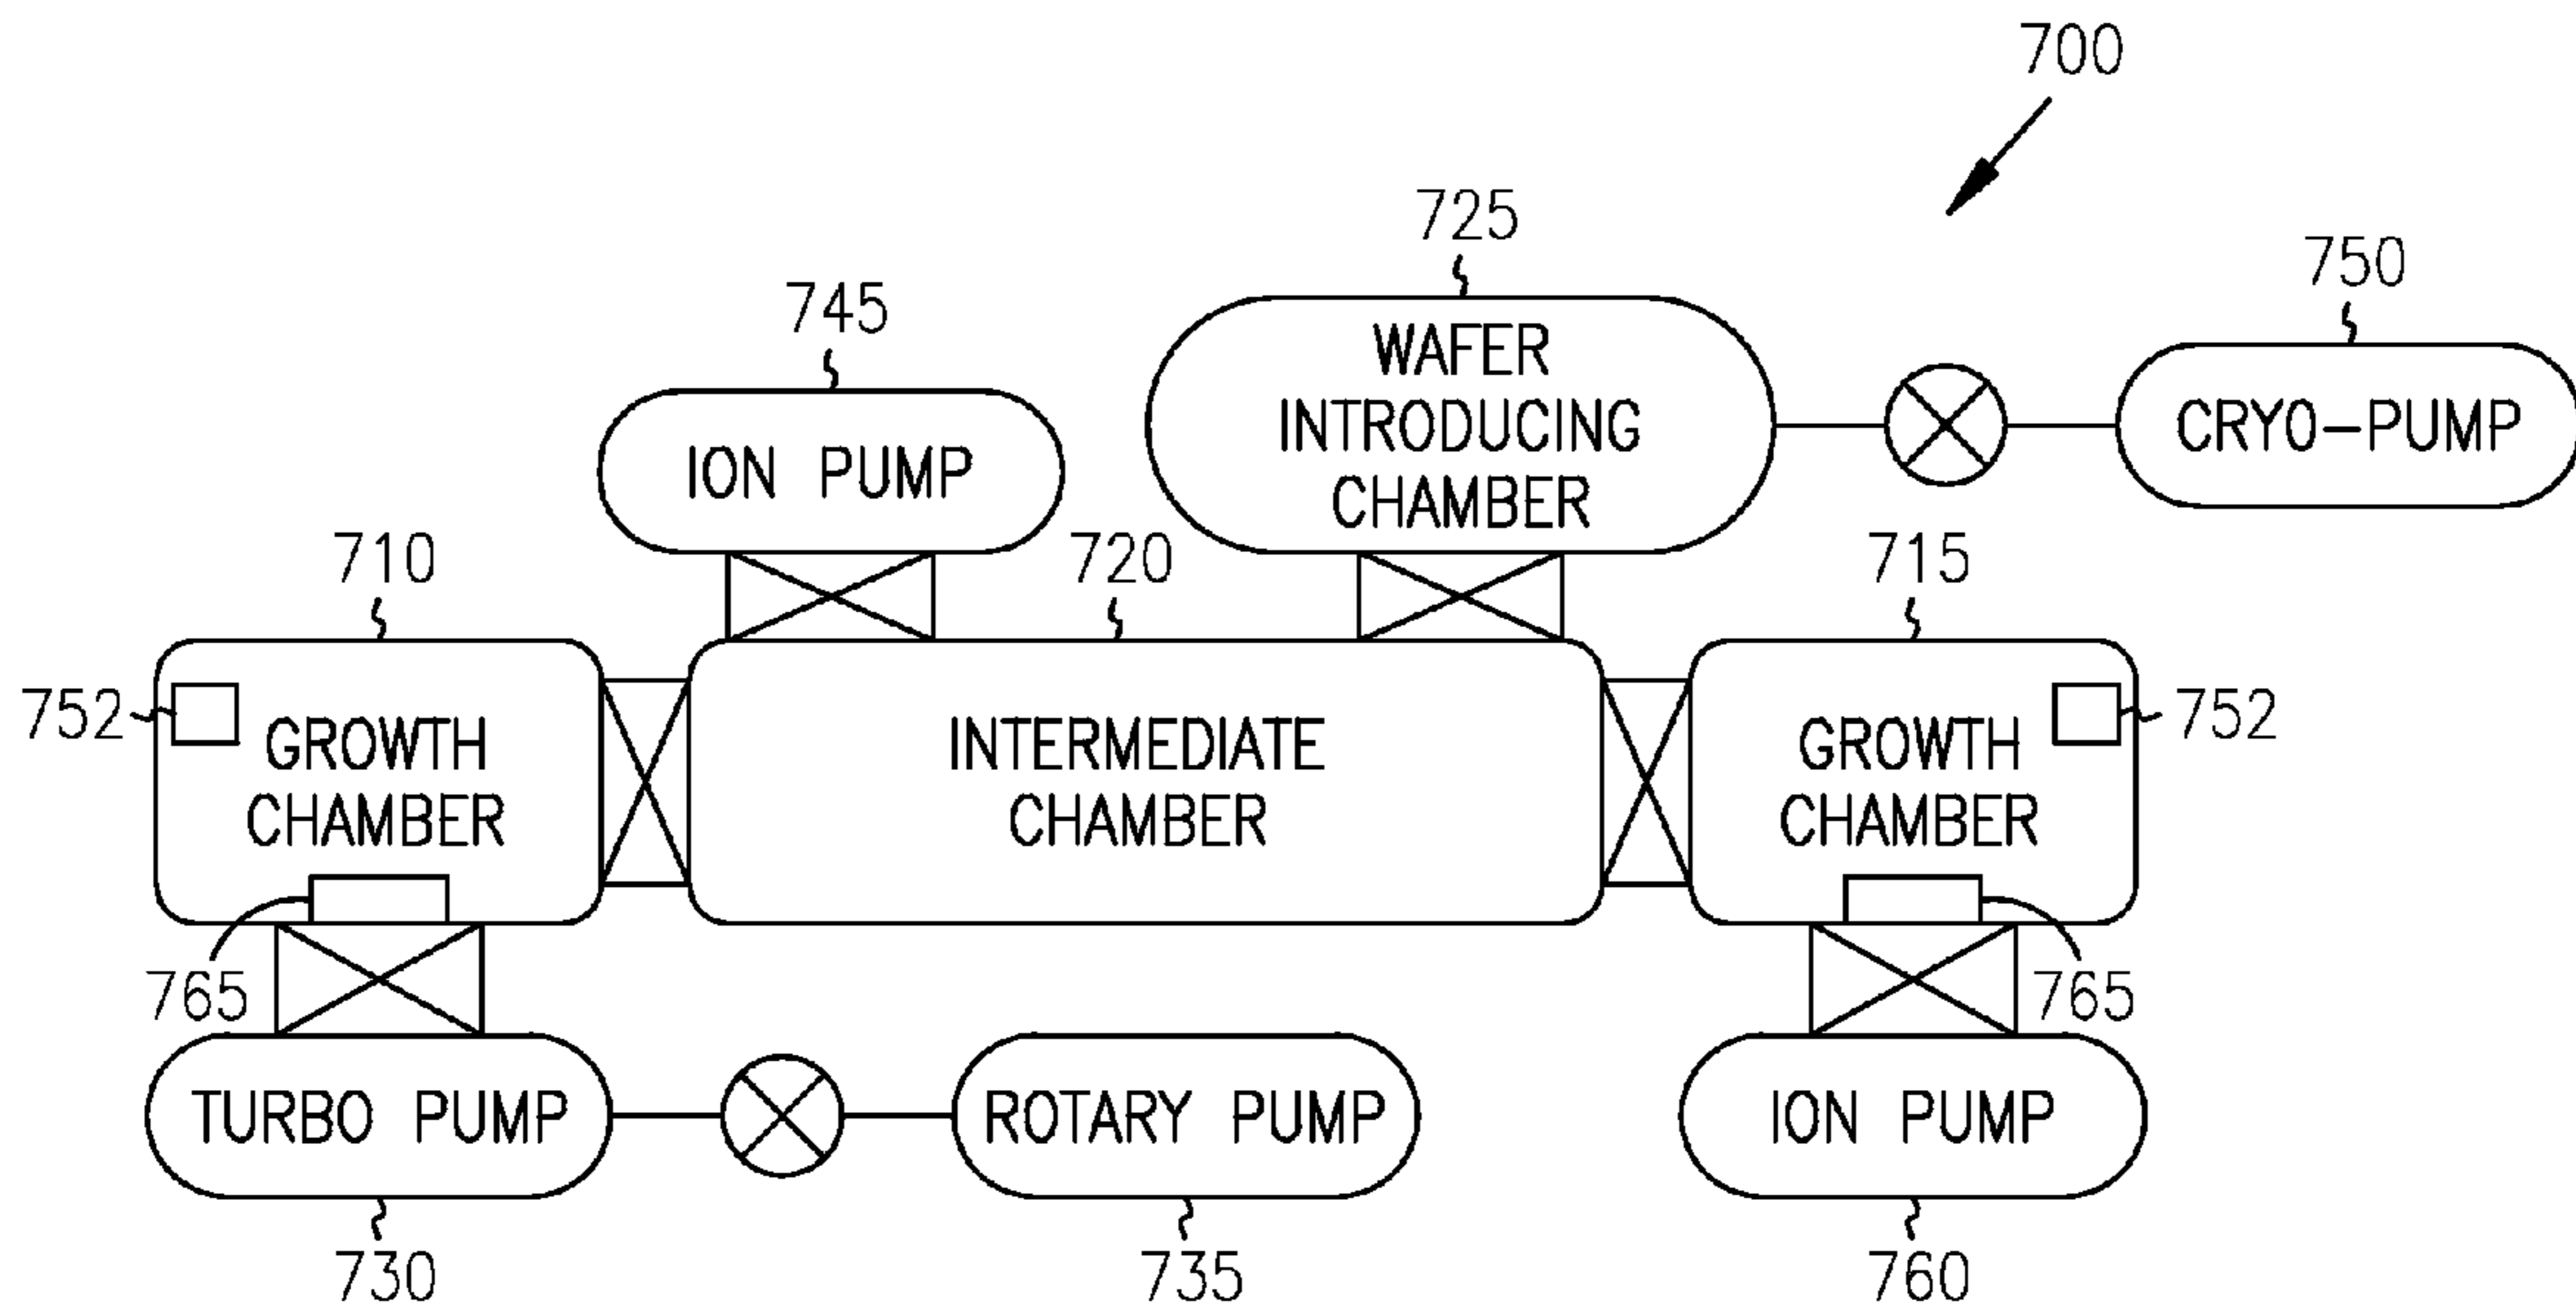 700
725
750
745
WAFER
INTRODUCING
CHAMBER
CRYO-PUMP
ION PUMP
710
720
715
752
752
GROWTH
CHAMBER
INTERMEDIATE
CHAMBER
GROWTH
CHAMBER
765
765
TURBO PUMP
ROTARY PUMP
ION PUMP
730
735
760